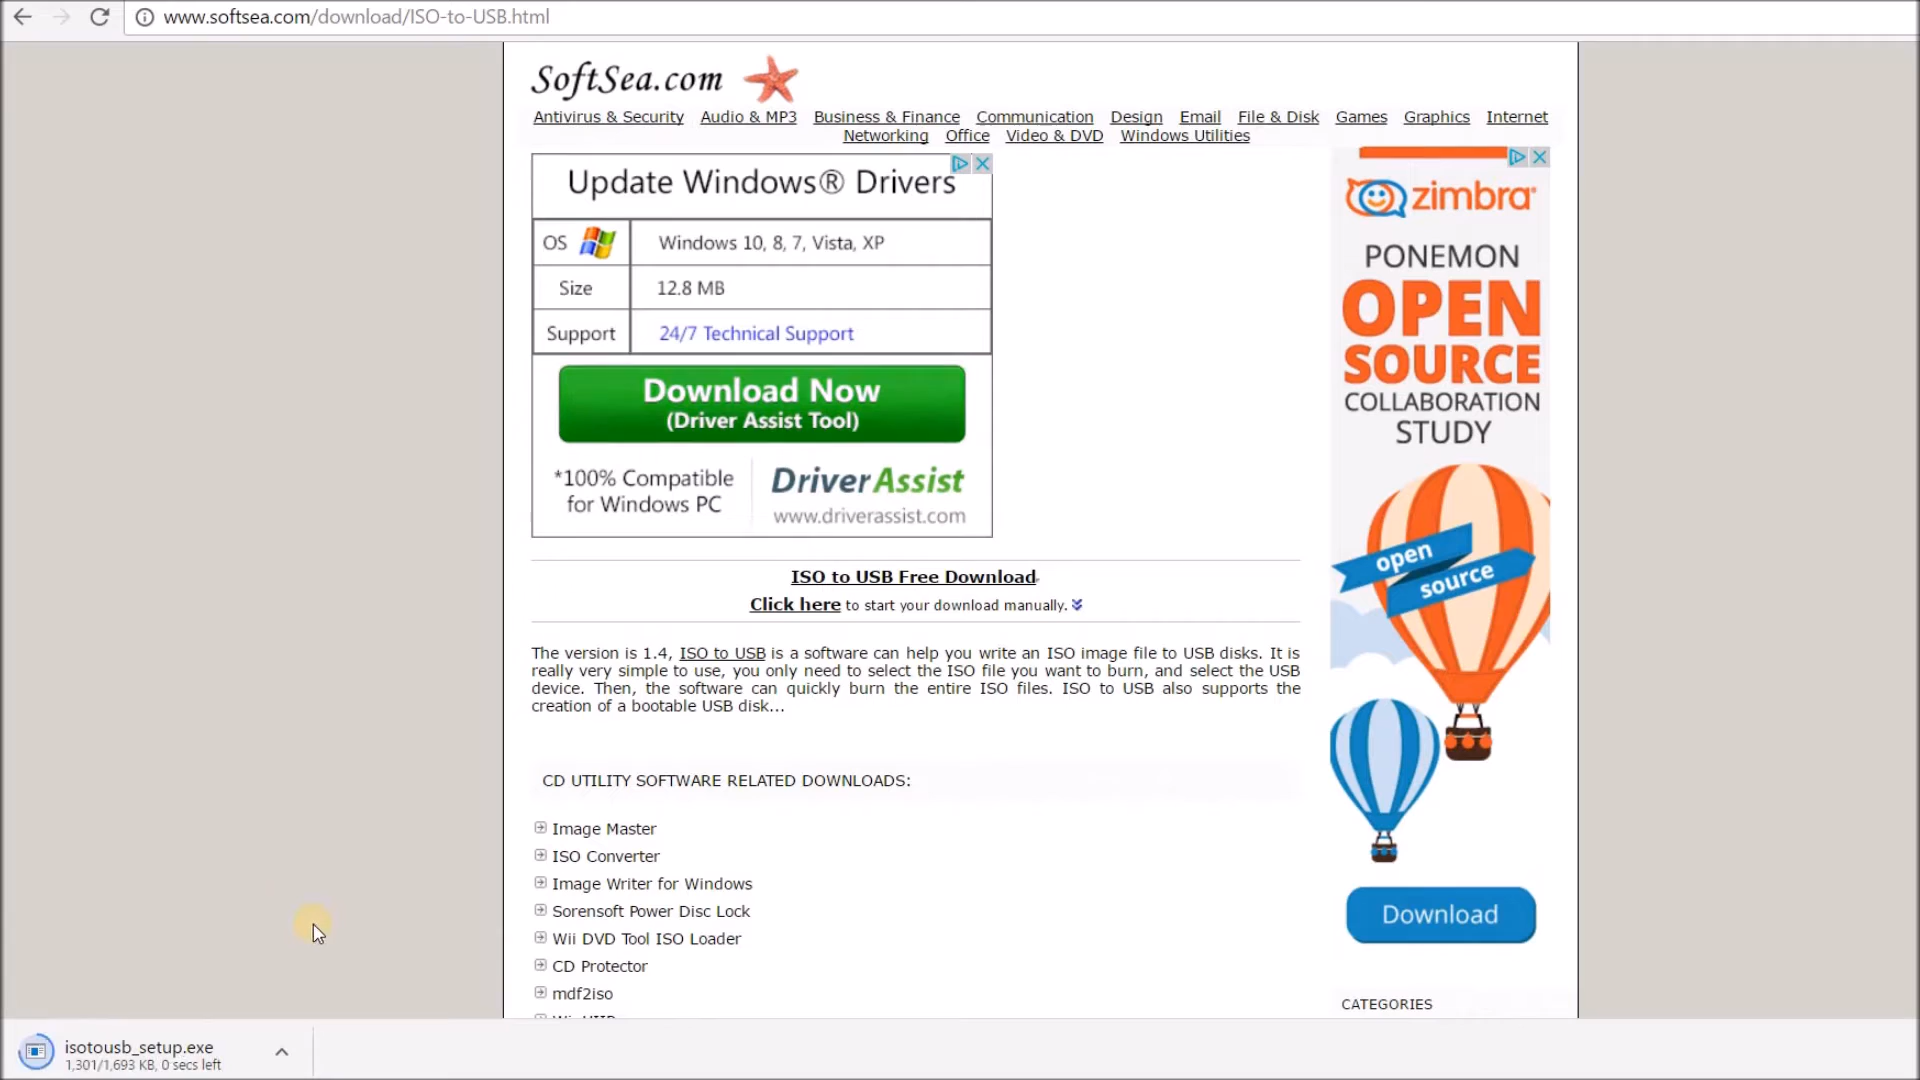 www.softsea.com/download/ISO-to-USB.html
SoftSea.com
Antivirus & Security Audio & MP3 Business & Finance Communication Design Email File & Disk Games Graphics Internet
Networking Office Video & DVD Windows Utilities
Update Windows® Drivers
OS Windows 10, 8, 7, Vista, XP
Size 12.8 MB
Support 24/7 Technical Support
Download Now
(Driver Assist Tool)
*100% Compatible
for Windows PC
DriverAssist
www.driverassist.com
zimbra®
PONEMON
OPEN
SOURCE
COLLABORATION
STUDY
open
source
Download
ISO to USB Free Download
Click here to start your download manually.
The version is 1.4, ISO to USB is a software can help you write an ISO image file to USB disks. It is
really very simple to use, you only need to select the ISO file you want to burn, and select the USB
device. Then, the software can quickly burn the entire ISO files. ISO to USB also supports the
creation of a bootable USB disk...
CD UTILITY SOFTWARE RELATED DOWNLOADS:
Image Master
ISO Converter
Image Writer for Windows
Sorensoft Power Disc Lock
Wii DVD Tool ISO Loader
CD Protector
mdf2iso
CATEGORIES
isotousb_setup.exe
1,301/1,693 KB, 0 secs left